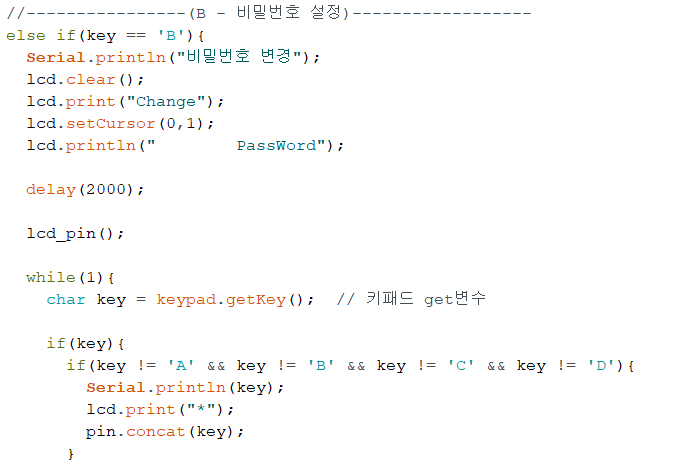 //----------------(B - 비밀번호 설정)------------------
else if(key == 'B'){
  Serial.println("비밀번호 변경");
  lcd.clear();
  lcd.print("Change");
  lcd.setCursor(0,1);
  lcd.println("        PassWord");

  delay(2000);

  lcd_pin();

  while(1){
    char key = keypad.getKey();  // 키패드 get변수

    if(key){
      if(key != 'A' && key != 'B' && key != 'C' && key != 'D'){
        Serial.println(key);
        lcd.print("*");
        pin.concat(key);
      }